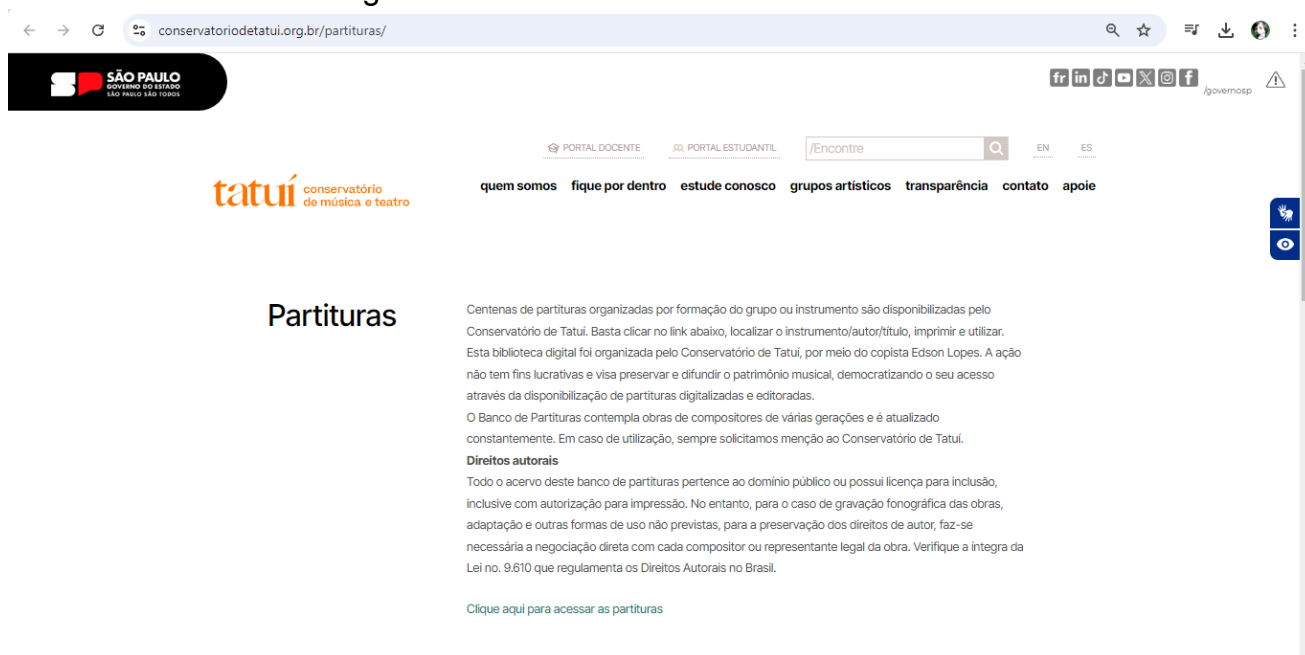 conservatoriodetatui.org.br/partituras/
SÃO PAULO
GOVERNO DO ESTADO
SÃO PAULO SÃO TODOS
fr in f /governosp
PORTAL DOCENTE PORTAL ESTUDANTIL /Encontre EN ES
tatuí conservatório
de música e teatro
quem somos fique por dentro estude conosco grupos artísticos transparência contato apoie
Partituras
Centenas de partituras organizadas por formação do grupo ou instrumento são disponibilizadas pelo
Conservatório de Tatuí. Basta clicar no link abaixo, localizar o instrumento/autor/título, imprimir e utilizar.
Esta biblioteca digital foi organizada pelo Conservatório de Tatuí, por meio do copista Edson Lopes. A ação
não tem fins lucrativas e visa preservar e difundir o patrimônio musical, democratizando o seu acesso
através da disponibilização de partituras digitalizadas e editoradas.
O Banco de Partituras contempla obras de compositores de várias gerações e é atualizado
constantemente. Em caso de utilização, sempre solicitamos menção ao Conservatório de Tatuí.
Direitos autorais
Todo o acervo deste banco de partituras pertence ao domínio público ou possui licença para inclusão,
inclusive com autorização para impressão. No entanto, para o caso de gravação fonográfica das obras,
adaptação e outras formas de uso não previstas, para a preservação dos direitos de autor, faz-se
necessária a negociação direta com cada compositor ou representante legal da obra. Verifique a íntegra da
Lei no. 9.610 que regulamenta os Direitos Autorais no Brasil.
Clique aqui para acessar as partituras